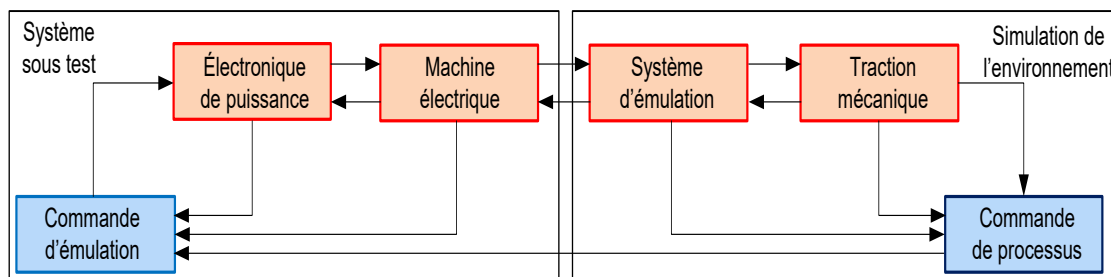 Système
sous test
Électronique
de puissance
Machine
électrique
Système
d'émulation
Traction
mécanique
Simulation de
l'environnement
Commande
d'émulation
Commande
de processus